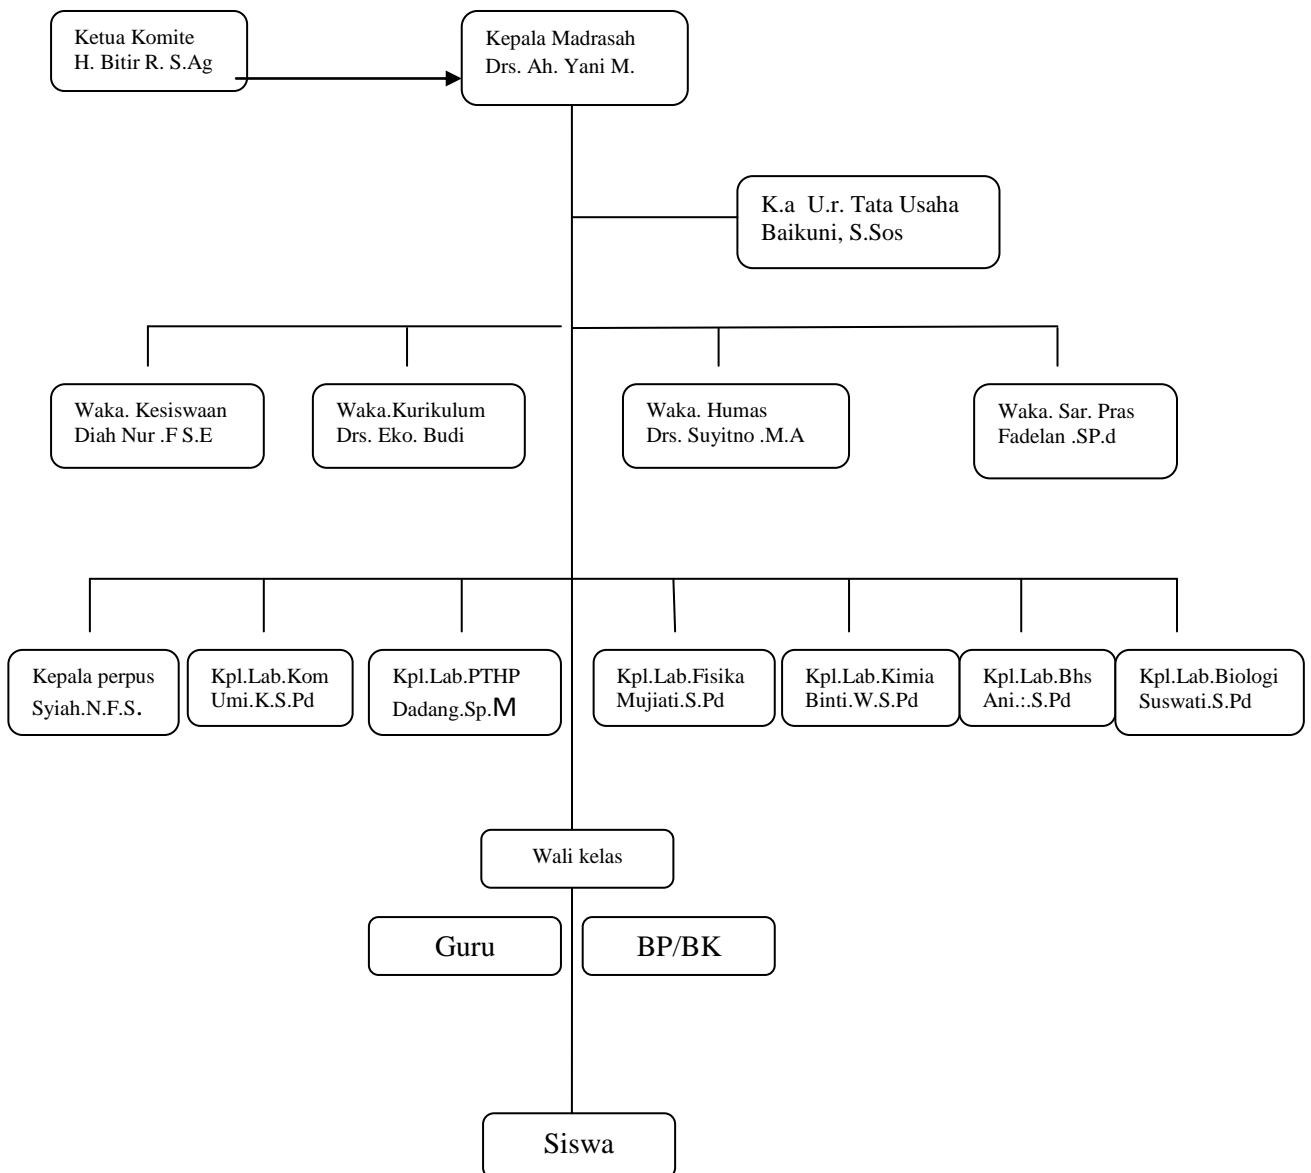 Ketua Komite
H. Bitir R. S.Ag
Kepala Madrasah
Drs. Ah. Yani M.
K.a U.r. Tata Usaha
Baikuni, S.Sos
Waka. Kesiswaan
Diah Nur .F S.E
Waka.Kurikulum
Drs. Eko. Budi
Waka. Humas
Drs. Suyitno .M.A
Waka. Sar. Pras
Fadelan .SP.d
Kepala perpus
Syiah.N.F.S.
Kpl.Lab.Kom
Umi.K.S.Pd
Kpl.Lab.PTHP
Dadang.Sp.M
Kpl.Lab.Fisika
Mujiati.S.Pd
Kpl.Lab.Kimia
Binti.W.S.Pd
Kpl.Lab.Bhs
Ani.:.S.Pd
Kpl.Lab.Biologi
Suswati.S.Pd
Wali kelas
Guru
BP/BK
Siswa